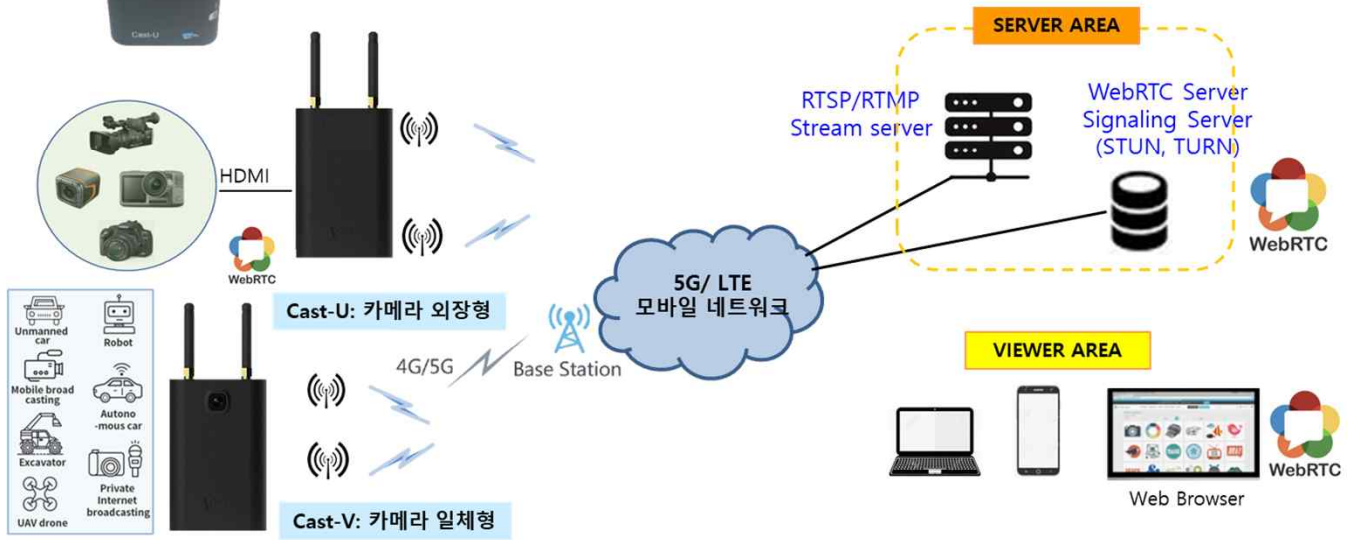 Cast-U
SERVER AREA
RTSP/RTMP
Stream server
WebRTC Server
Signaling Server
(STUN, TURN)
WebRTC
HDMI
WebRTC
Cast-U: 카메라 외장형
5G/ LTE
모바일 네트워크
Unmanned
car
Robot
Mobile broad
casting
Autono
-mous car
Excavator
Private
Internet
broadcasting
UAV drone
4G/5G
Base Station
Cast-V: 카메라 일체형
VIEWER AREA
Web Browser
WebRTC